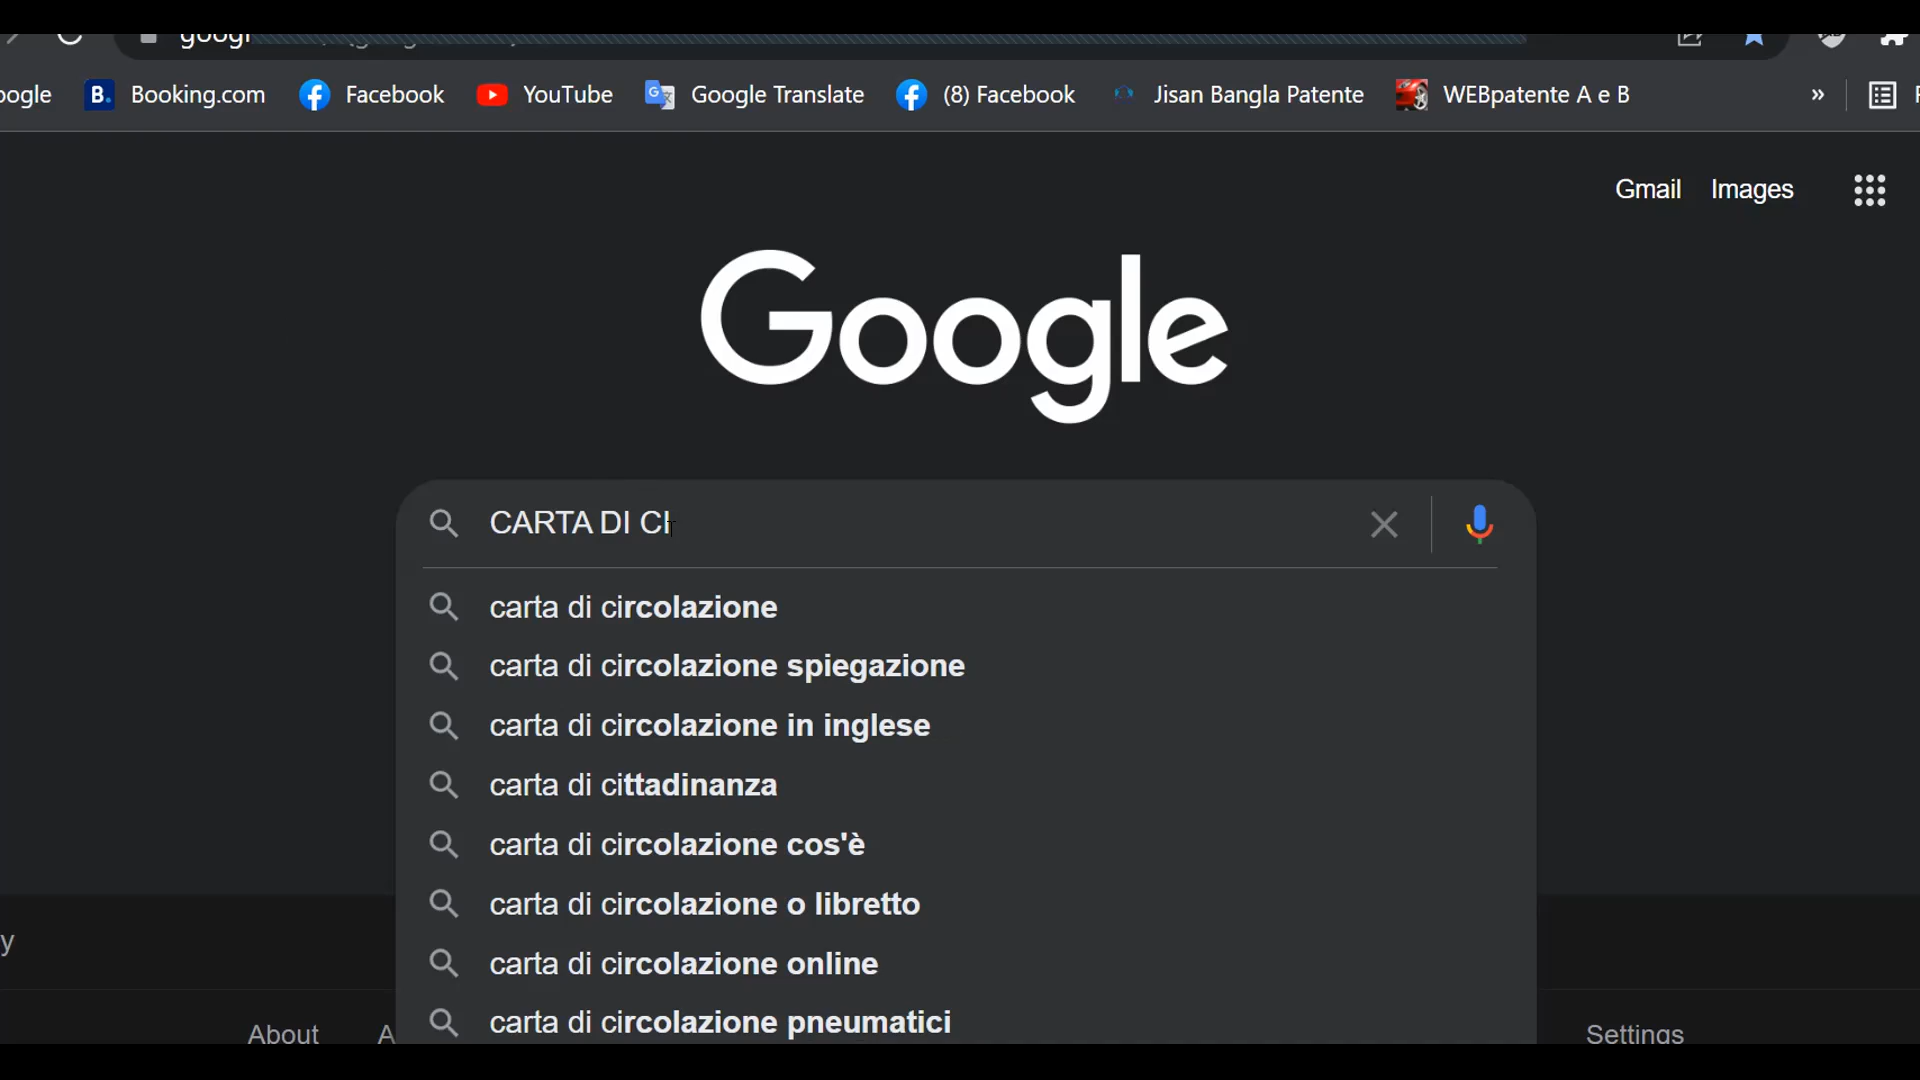 googl
oogle B. Booking.com Facebook YouTube Google Translate (8) Facebook Jisan Bangla Patente WEBpatente A e B »
Gmail Images
Google
CARTA DI CI
carta di circolazione
carta di circolazione spiegazione
carta di circolazione in inglese
carta di cittadinanza
carta di circolazione cos'è
carta di circolazione o libretto
carta di circolazione online
carta di circolazione pneumatici
y
About A Settings